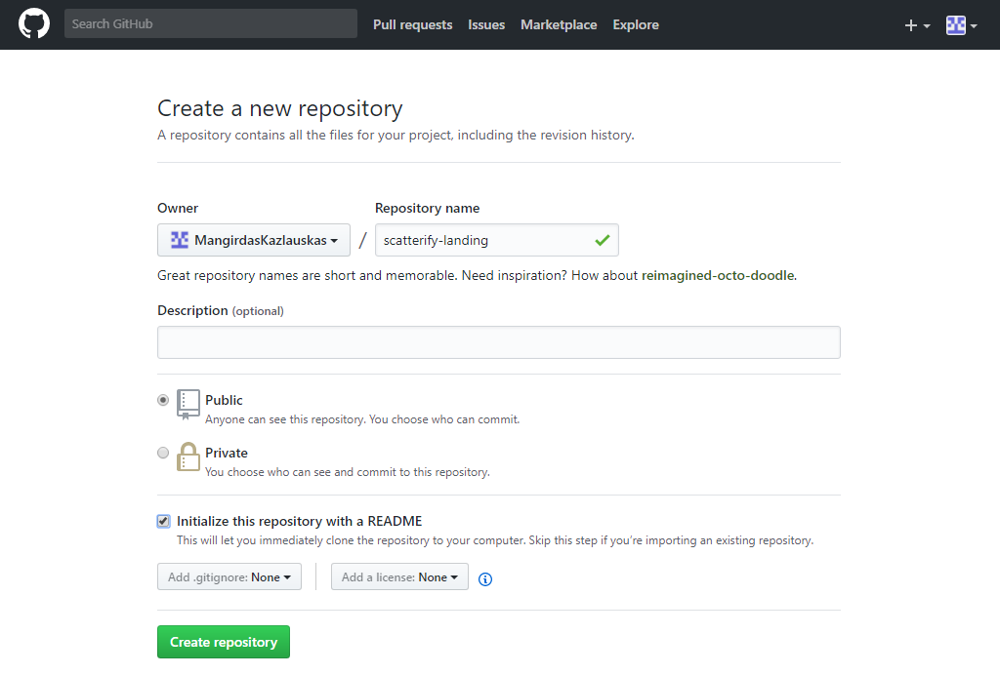 Search GitHub Pull requests Issues Marketplace Explore
Create a new repository
A repository contains all the files for your project, including the revision history.
Owner Repository name
MangirdasKazlauskas / scatterify-landing
Great repository names are short and memorable. Need inspiration? How about reimagined-octo-doodle.
Description (optional)
Public
Anyone can see this repository. You choose who can commit.
Private
You choose who can see and commit to this repository.
Initialize this repository with a README
This will let you immediately clone the repository to your computer. Skip this step if you’re importing an existing repository.
Add .gitignore: None Add a license: None
Create repository